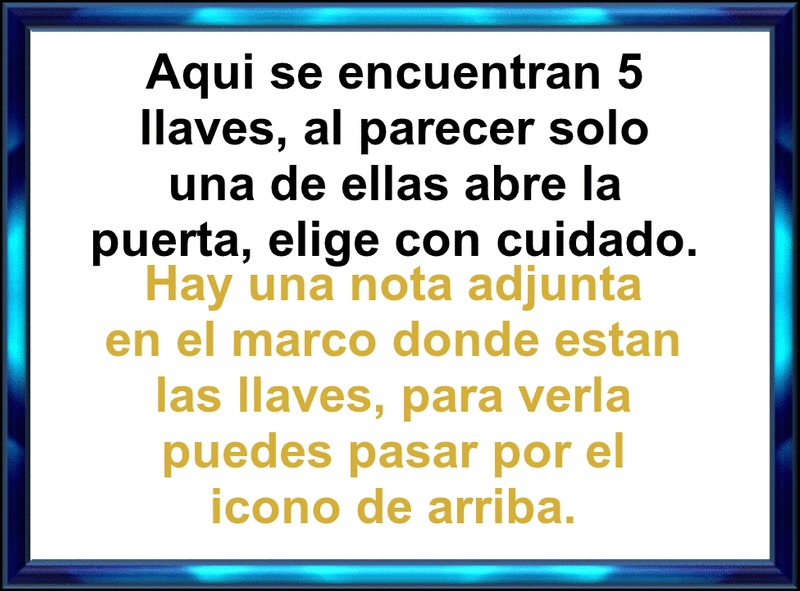 Aqui se encuentran 5
llaves, al parecer solo
una de ellas abre la
puerta, elige con cuidado.
Hay una nota adjunta
en el marco donde estan
las llaves, para verla
puedes pasar por el
icono de arriba.